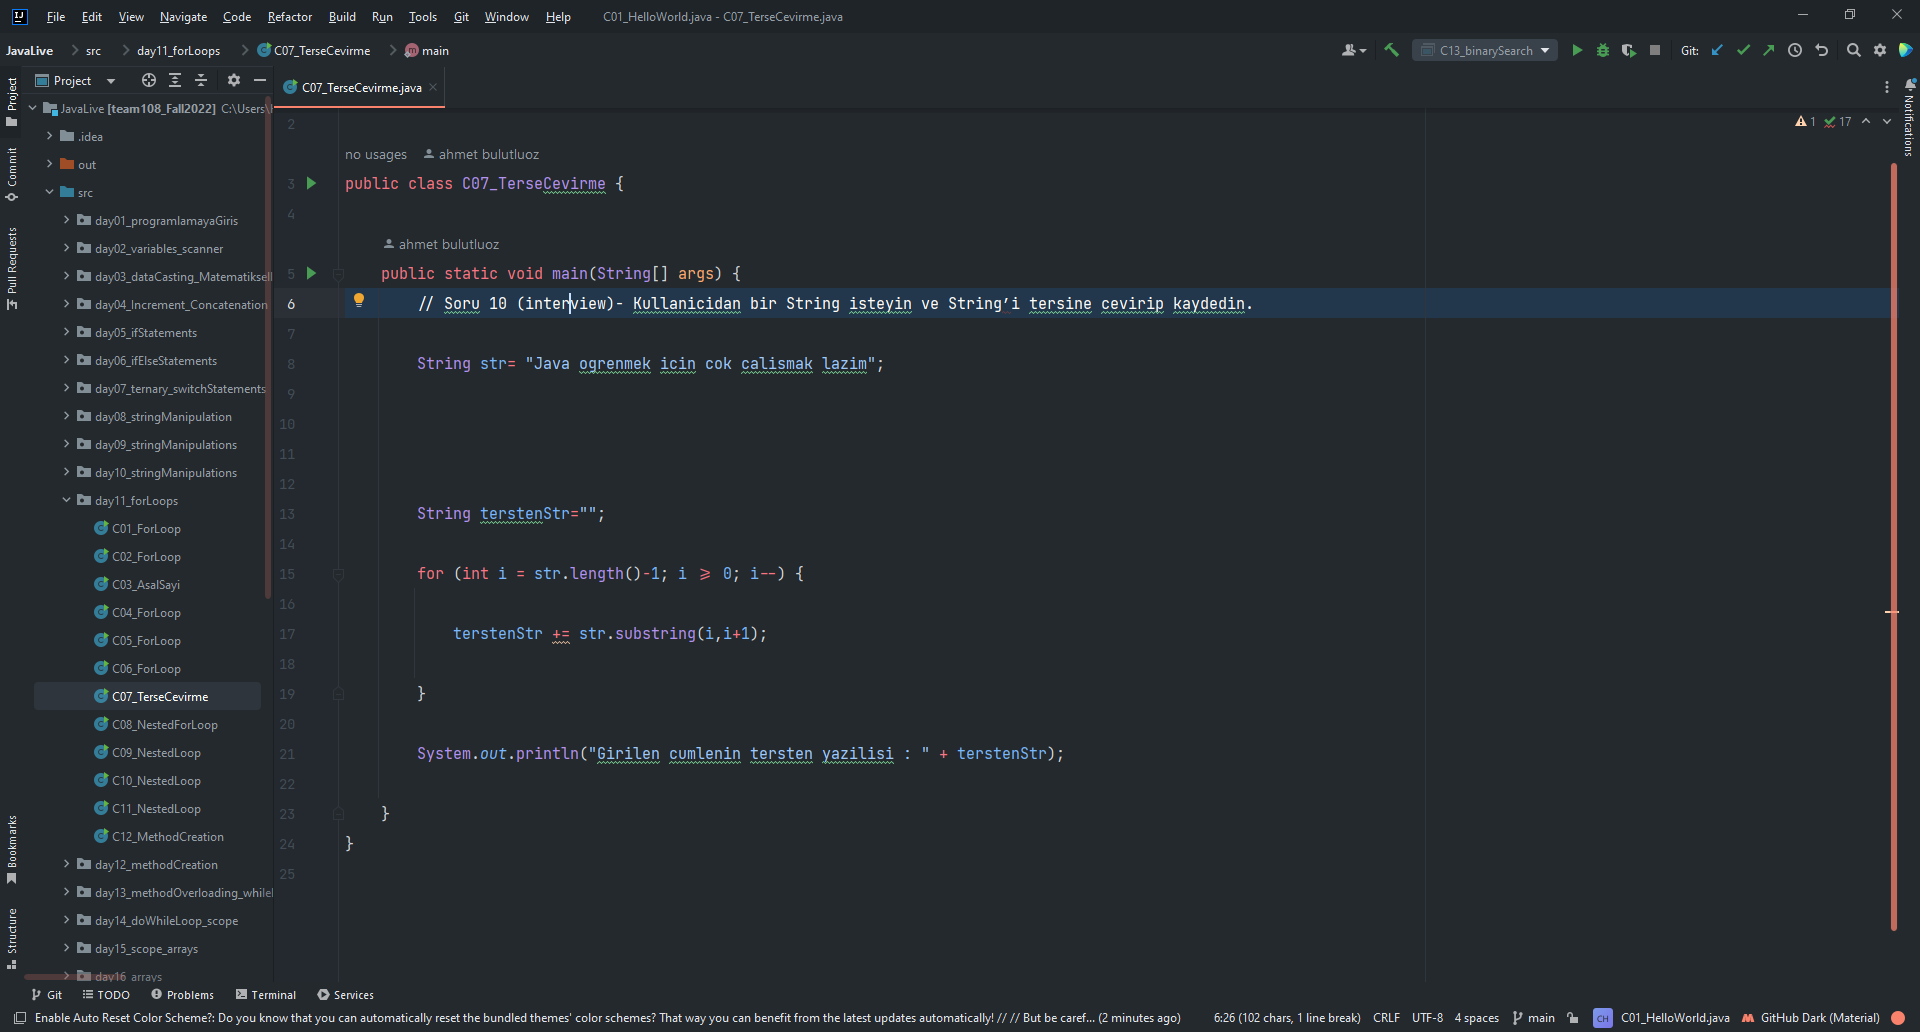 File Edit View Navigate Code Refactor Build Run Tools Git Window Help C01_HelloWorld.java - C07_TerseCevirme.java
JavaLive src day11_forLoops C07_TerseCevirme main C13_binarySearch Git:
Project C07_TerseCevirme.java
Project
Commit
Pull Requests
Bookmarks
Structure
Notifications
JavaLive [team108_Fall2022] C:\Users\
.idea
out
src
day01_programlamayaGiris
day02_variables_scanner
day03_dataCasting_Matematiksel
day04_Increment_Concatenation
day05_ifStatements
day06_ifElseStatements
day07_ternary_switchStatements
day08_stringManipulation
day09_stringManipulations
day10_stringManipulations
day11_forLoops
C01_ForLoop
C02_ForLoop
C03_AsalSayi
C04_ForLoop
C05_ForLoop
C06_ForLoop
C07_TerseCevirme
C08_NestedForLoop
C09_NestedLoop
C10_NestedLoop
C11_NestedLoop
C12_MethodCreation
day12_methodCreation
day13_methodOverloading_while
day14_doWhileLoop_scope
day15_scope_arrays
day16_arrays
1 17
2
no usages ahmet bulutluoz
3 public class C07_TerseCevirme {
4
ahmet bulutluoz
5 public static void main(String[] args) {
6 // Soru 10 (interview)- Kullanicidan bir String isteyin ve String’i tersine cevirip kaydedin.
7
8 String str= "Java ogrenmek icin cok calismak lazim";
9
10
11
12
13 String terstenStr="";
14
15 for (int i = str.length()-1; i >= 0; i--) {
16
17 terstenStr += str.substring(i,i+1);
18
19 }
20
21 System.out.println("Girilen cumlenin tersten yazilisi : " + terstenStr);
22
23 }
24 }
25
Git TODO Problems Terminal Services
Enable Auto Reset Color Scheme?: Do you know that you can automatically reset the bundled themes' color schemes? That way you can benefit from the latest updates automatically! // // But be caref... (2 minutes ago) 6:26 (102 chars, 1 line break) CRLF UTF-8 4 spaces main CH C01_HelloWorld.java GitHub Dark (Material)